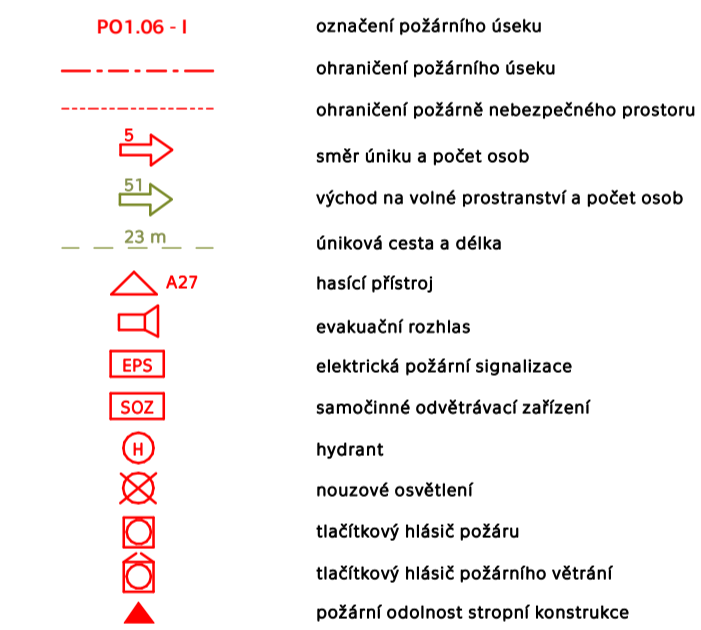 PO1.06 - I označení požárního úseku
ohraničení požárního úseku
ohraničení požárně nebezpečného prostoru
5 směr úniku a počet osob
51 východ na volné prostranství a počet osob
23 m úniková cesta a délka
A27 hasící přístroj
evakuační rozhlas
EPS elektrická požární signalizace
SOZ samočinné odvětrávací zařízení
H hydrant
nouzové osvětlení
tlačítkový hlásič požáru
tlačítkový hlásič požárního větrání
požární odolnost stropní konstrukce